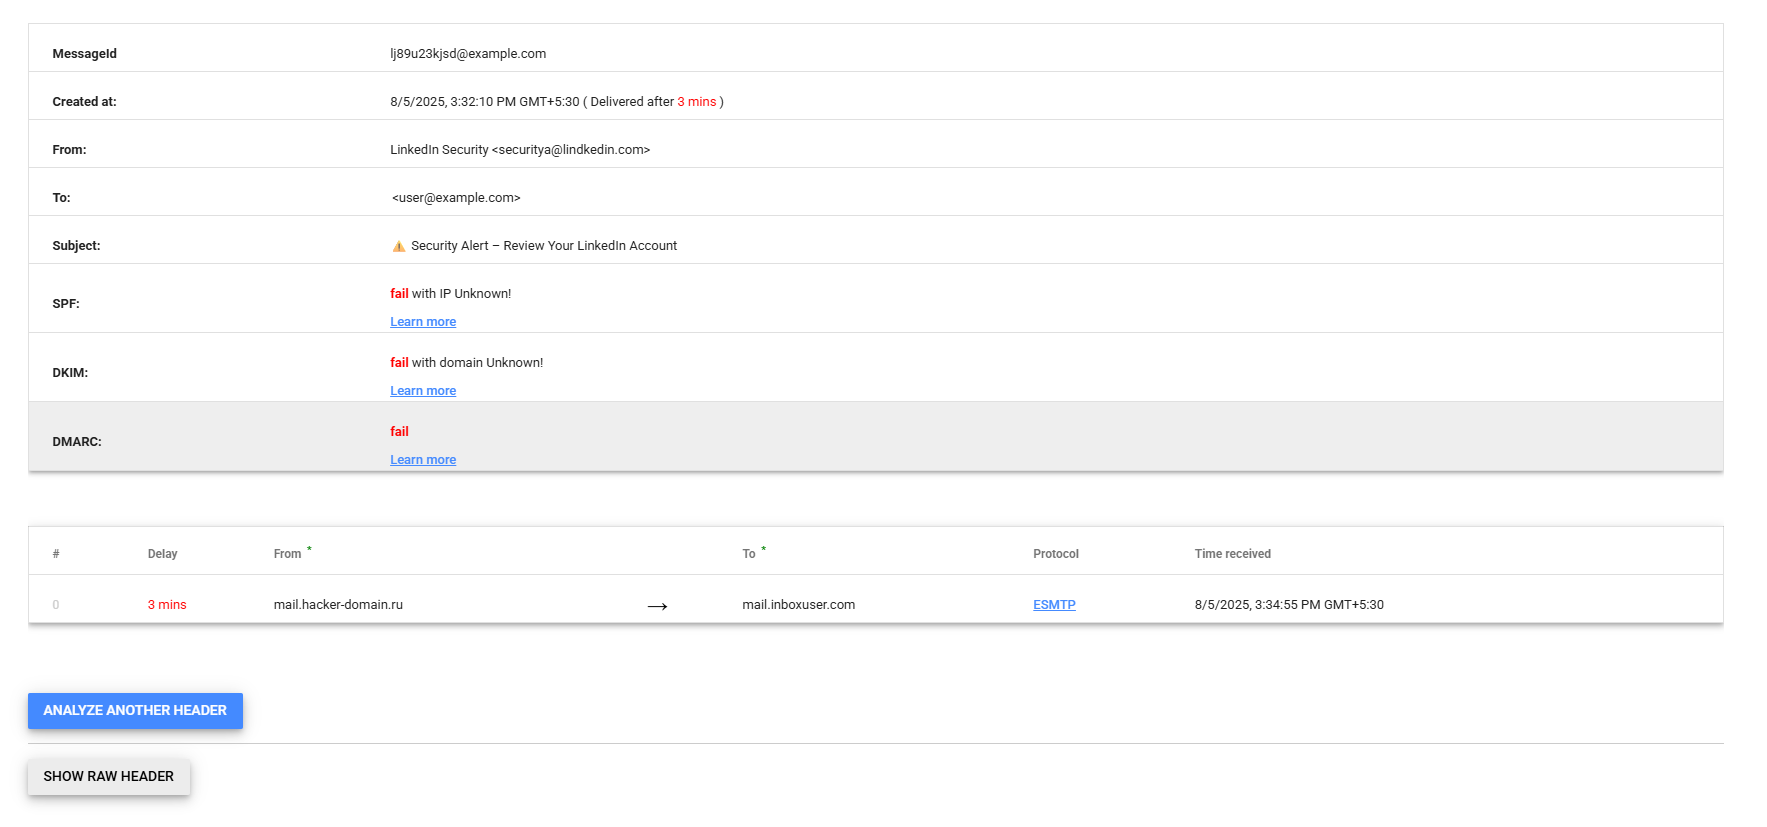 MessageId lj89u23kjsd@example.com
Created at: 8/5/2025, 3:32:10 PM GMT+5:30 ( Delivered after 3 mins )
From: LinkedIn Security <securitya@lindkedin.com>
To: <user@example.com>
Subject: ⚠️ Security Alert – Review Your LinkedIn Account
SPF: fail with IP Unknown!
Learn more
DKIM: fail with domain Unknown!
Learn more
DMARC: fail
Learn more
# Delay From * To * Protocol Time received
0 3 mins mail.hacker-domain.ru → mail.inboxuser.com ESMTP 8/5/2025, 3:34:55 PM GMT+5:30
ANALYZE ANOTHER HEADER
SHOW RAW HEADER